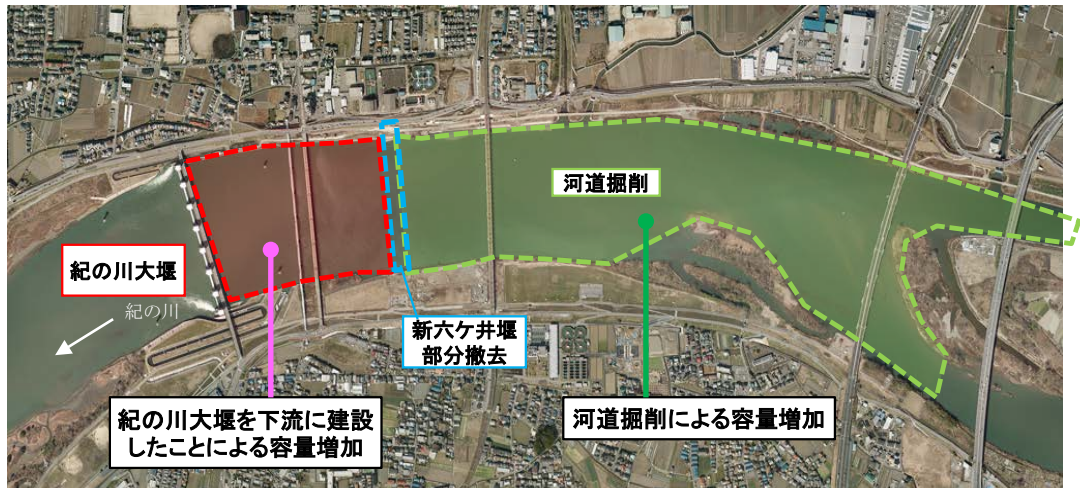 河道掘削
紀の川大堰
紀の川
新六ケ井堰
部分撤去
紀の川大堰を下流に建設
したことによる容量増加
河道掘削による容量増加